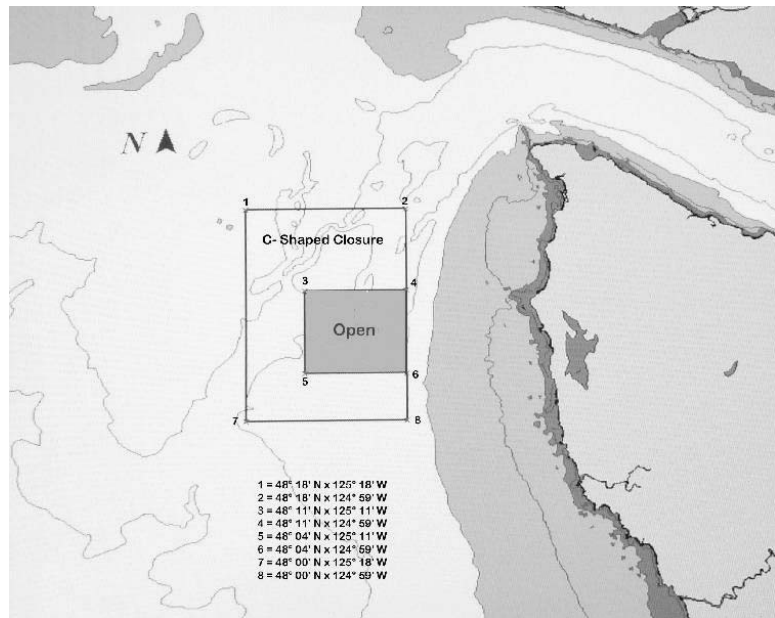 N
1 2
C- Shaped Closure
3 4
Open
5 6
7 8
1 = 48° 18' N x 125° 18' W
2 = 48° 18' N x 124° 59' W
3 = 48° 11' N x 125° 11' W
4 = 48° 11' N x 124° 59' W
5 = 48° 04' N x 125° 11' W
6 = 48° 04' N x 124° 59' W
7 = 48° 00' N x 125° 18' W
8 = 48° 00' N x 124° 59' W